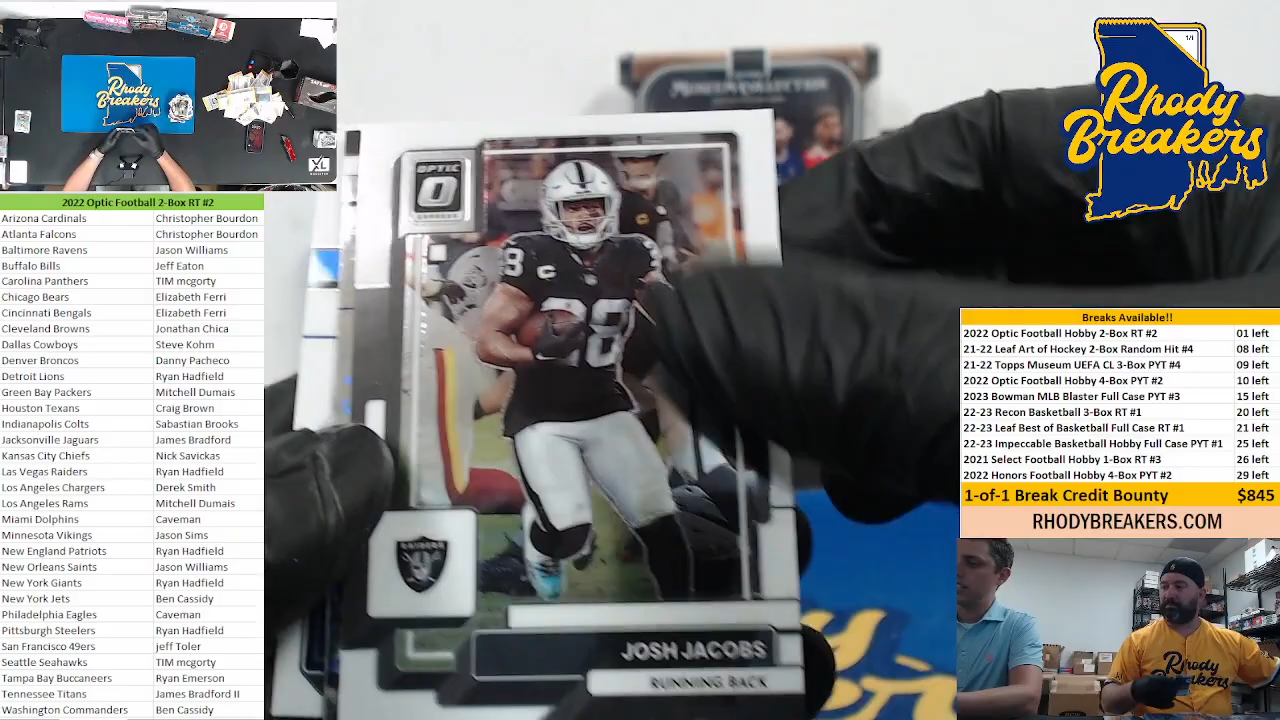 Rhody
Breakers
2022 Optic Football 2-Box RT #2
Arizona Cardinals Christopher Bourdon
Atlanta Falcons Christopher Bourdon
Baltimore Ravens Jason Williams
Buffalo Bills Jeff Eaton
Carolina Panthers TIM mcgorty
Chicago Bears Elizabeth Ferri
Cincinnati Bengals Elizabeth Ferri
Cleveland Browns Jonathan Chica
Dallas Cowboys Steve Kohm
Denver Broncos Danny Pacheco
Detroit Lions Ryan Hadfield
Green Bay Packers Mitchell Dumais
Houston Texans Craig Brown
Indianapolis Colts Sabastian Brooks
Jacksonville Jaguars James Bradford
Kansas City Chiefs Nick Savickas
Las Vegas Raiders Ryan Hadfield
Los Angeles Chargers Derek Smith
Los Angeles Rams Mitchell Dumais
Miami Dolphins Caveman
Minnesota Vikings Jason Sims
New England Patriots Ryan Hadfield
New Orleans Saints Jason Williams
New York Giants Ryan Hadfield
New York Jets Ben Cassidy
Philadelphia Eagles Caveman
Pittsburgh Steelers Ryan Hadfield
San Francisco 49ers jeff Toler
Seattle Seahawks TIM mcgorty
Tampa Bay Buccaneers Ryan Emerson
Tennessee Titans James Bradford II
Washington Commanders Ben Cassidy
XL
MUSEUM COLLECTION
OPTIC
O
DONRUSS
C
28
RAIDERS
JOSH JACOBS
RUNNING BACK
1/1
Rhody
Breakers
Breaks Available!!
2022 Optic Football Hobby 2-Box RT #2 01 left
21-22 Leaf Art of Hockey 2-Box Random Hit #4 08 left
21-22 Topps Museum UEFA CL 3-Box PYT #4 09 left
2022 Optic Football Hobby 4-Box PYT #2 10 left
2023 Bowman MLB Blaster Full Case PYT #3 15 left
22-23 Recon Basketball 3-Box RT #1 20 left
22-23 Leaf Best of Basketball Full Case RT #1 21 left
22-23 Impeccable Basketball Hobby Full Case PYT #1 25 left
2021 Select Football Hobby 1-Box RT #3 26 left
2022 Honors Football Hobby 4-Box PYT #2 29 left
1-of-1 Break Credit Bounty $845
RHODYBREAKERS.COM
Rhody
Breakers